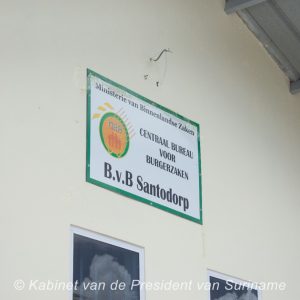 Ministerie van Binnenlandse Zaken
CENTRAAL BUREAU
VOOR
BURGERZAKEN
B.v.B Santodorp
© Kabinet van de President van Suriname